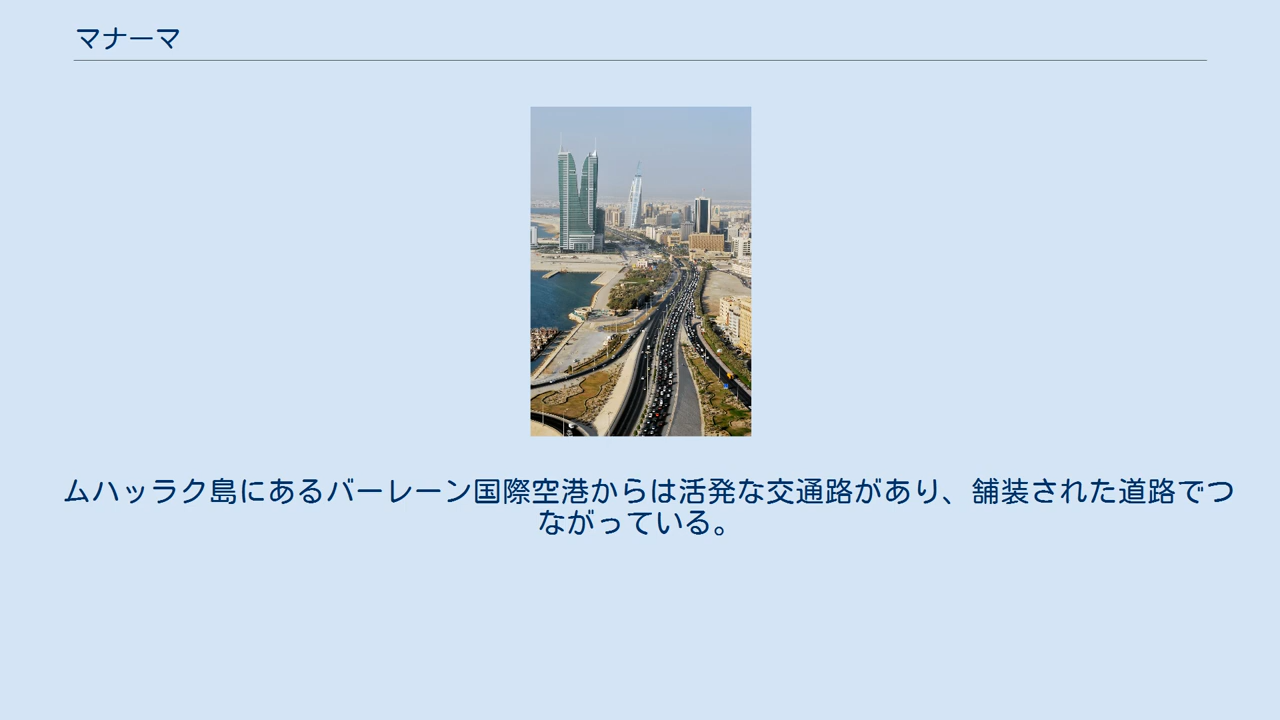 マナーマ
ムハッラク島にあるバーレーン国際空港からは活発な交通路があり、舗装された道路でつ
ながっている。